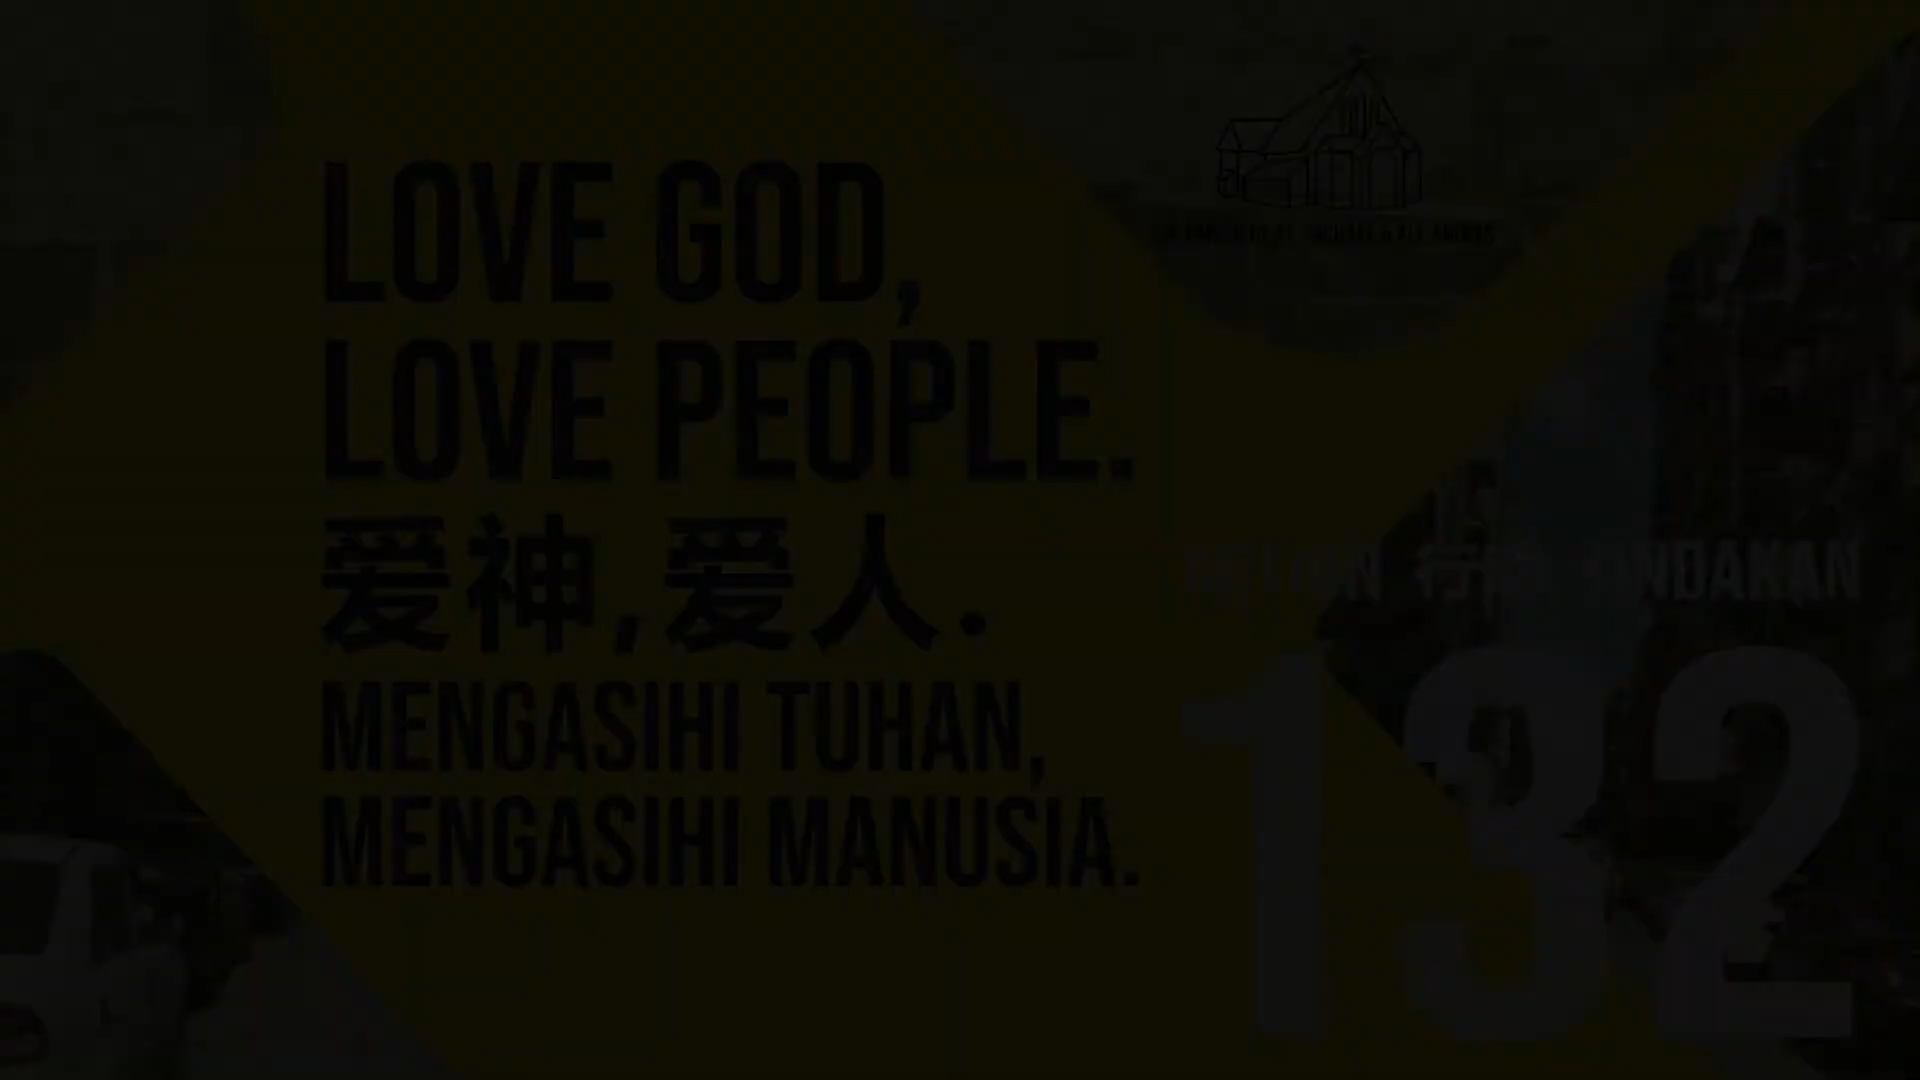 LOVE GOD,
LOVE PEOPLE.
爱神,爱人.
MENGASIHI TUHAN,
MENGASIHI MANUSIA.
132